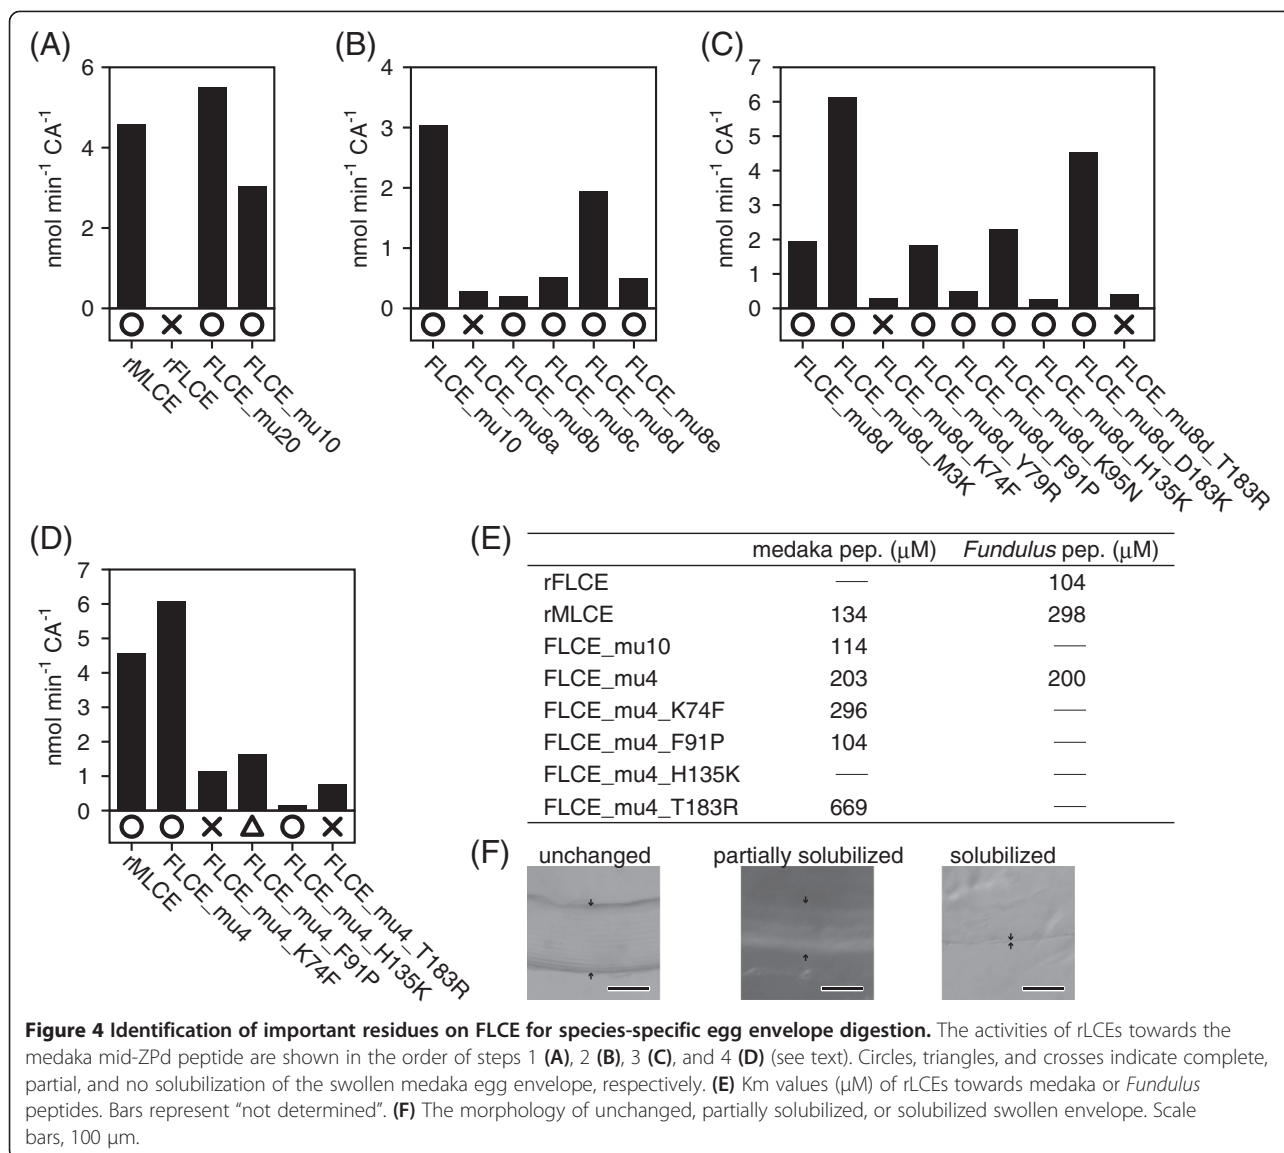 (A)
6
4
2
0
nmol min⁻¹ CA⁻¹
rMLCE
rFLCE
FLCE_mu20
FLCE_mu10
(B)
4
3
2
1
0
nmol min⁻¹ CA⁻¹
FLCE_mu10
FLCE_mu8a
FLCE_mu8b
FLCE_mu8c
FLCE_mu8d
FLCE_mu8e
(C)
7
6
5
4
3
2
1
0
nmol min⁻¹ CA⁻¹
FLCE_mu8d
FLCE_mu8d_M3K
FLCE_mu8d_K74F
FLCE_mu8d_Y79R
FLCE_mu8d_F91P
FLCE_mu8d_K95N
FLCE_mu8d_H135K
FLCE_mu8d_D183K
FLCE_mu8d_T183R
(D)
7
6
5
4
3
2
1
0
nmol min⁻¹ CA⁻¹
rMLCE
FLCE_mu4
FLCE_mu4_K74F
FLCE_mu4_F91P
FLCE_mu4_H135K
FLCE_mu4_T183R
(E)
medaka pep. (μM) Fundulus pep. (μM)
rFLCE — 104
rMLCE 134 298
FLCE_mu10 114 —
FLCE_mu4 203 200
FLCE_mu4_K74F 296 —
FLCE_mu4_F91P 104 —
FLCE_mu4_H135K — —
FLCE_mu4_T183R 669 —
(F)
unchanged partially solubilized solubilized
Figure 4 Identification of important residues on FLCE for species-specific egg envelope digestion. The activities of rLCEs towards the
medaka mid-ZPd peptide are shown in the order of steps 1 (A), 2 (B), 3 (C), and 4 (D) (see text). Circles, triangles, and crosses indicate complete,
partial, and no solubilization of the swollen medaka egg envelope, respectively. (E) Km values (μM) of rLCEs towards medaka or Fundulus
peptides. Bars represent “not determined”. (F) The morphology of unchanged, partially solubilized, or solubilized swollen envelope. Scale
bars, 100 μm.